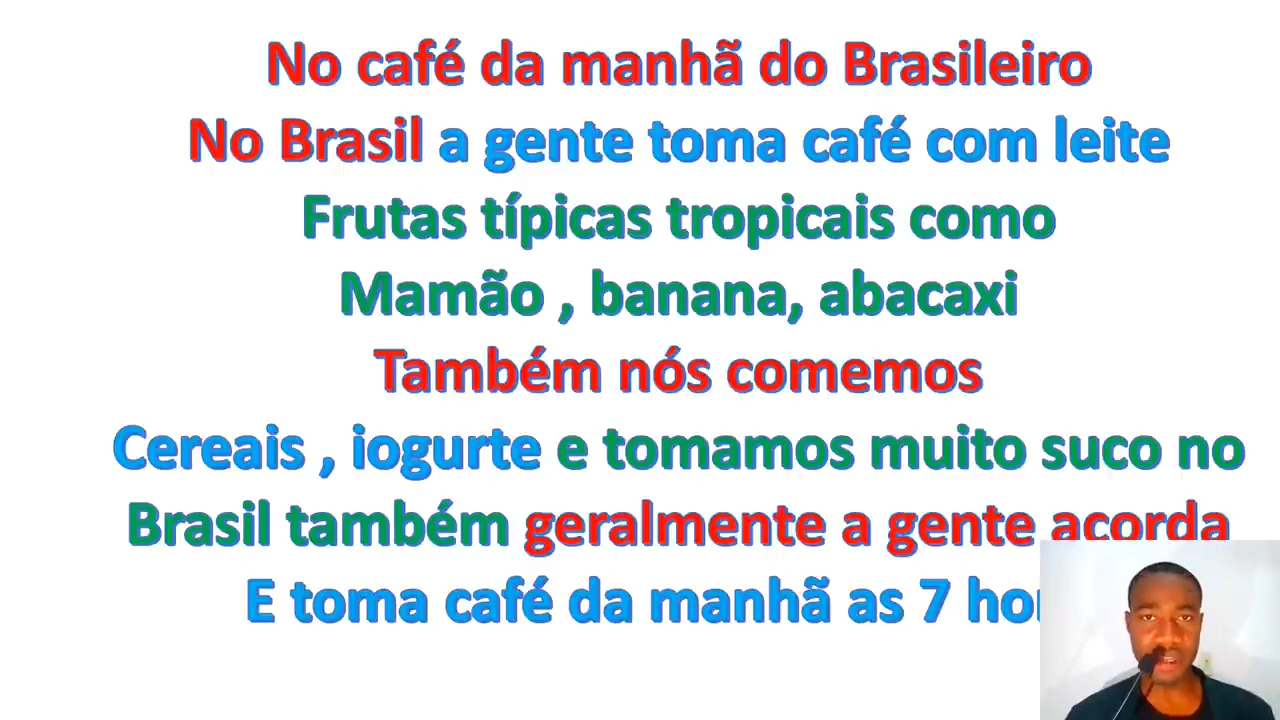 No café da manhã do Brasileiro
No Brasil a gente toma café com leite
Frutas típicas tropicais como
Mamão , banana, abacaxi
Também nós comemos
Cereais , iogurte e tomamos muito suco no
Brasil também geralmente a gente acorda
E toma café da manhã as 7